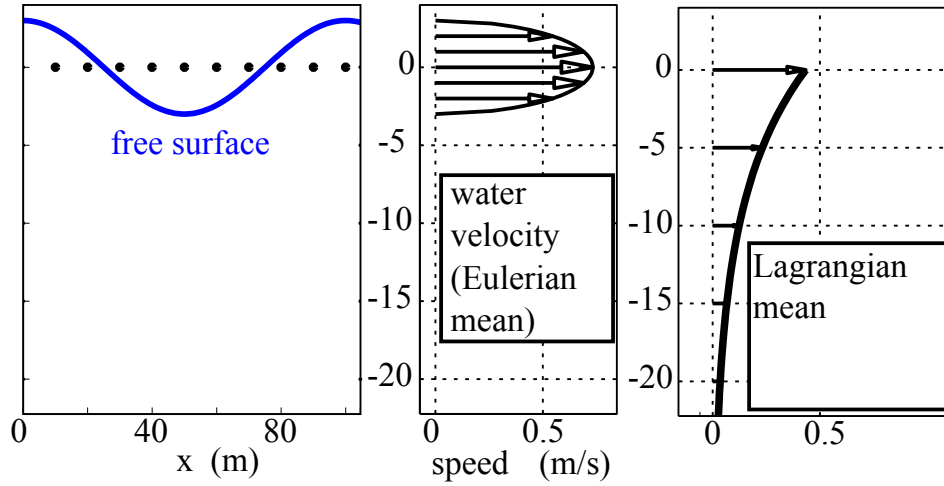 free surface
0
40
80
x (m)
0
-5
-10
-15
-20
water
velocity
(Eulerian
mean)
0
0.5
speed (m/s)
0
-5
-10
-15
-20
Lagrangian
mean
0
0.5